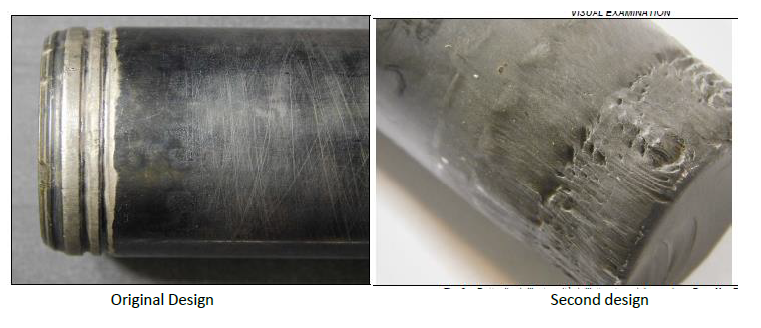 VISUAL EXAMINATION
Original Design
Second design